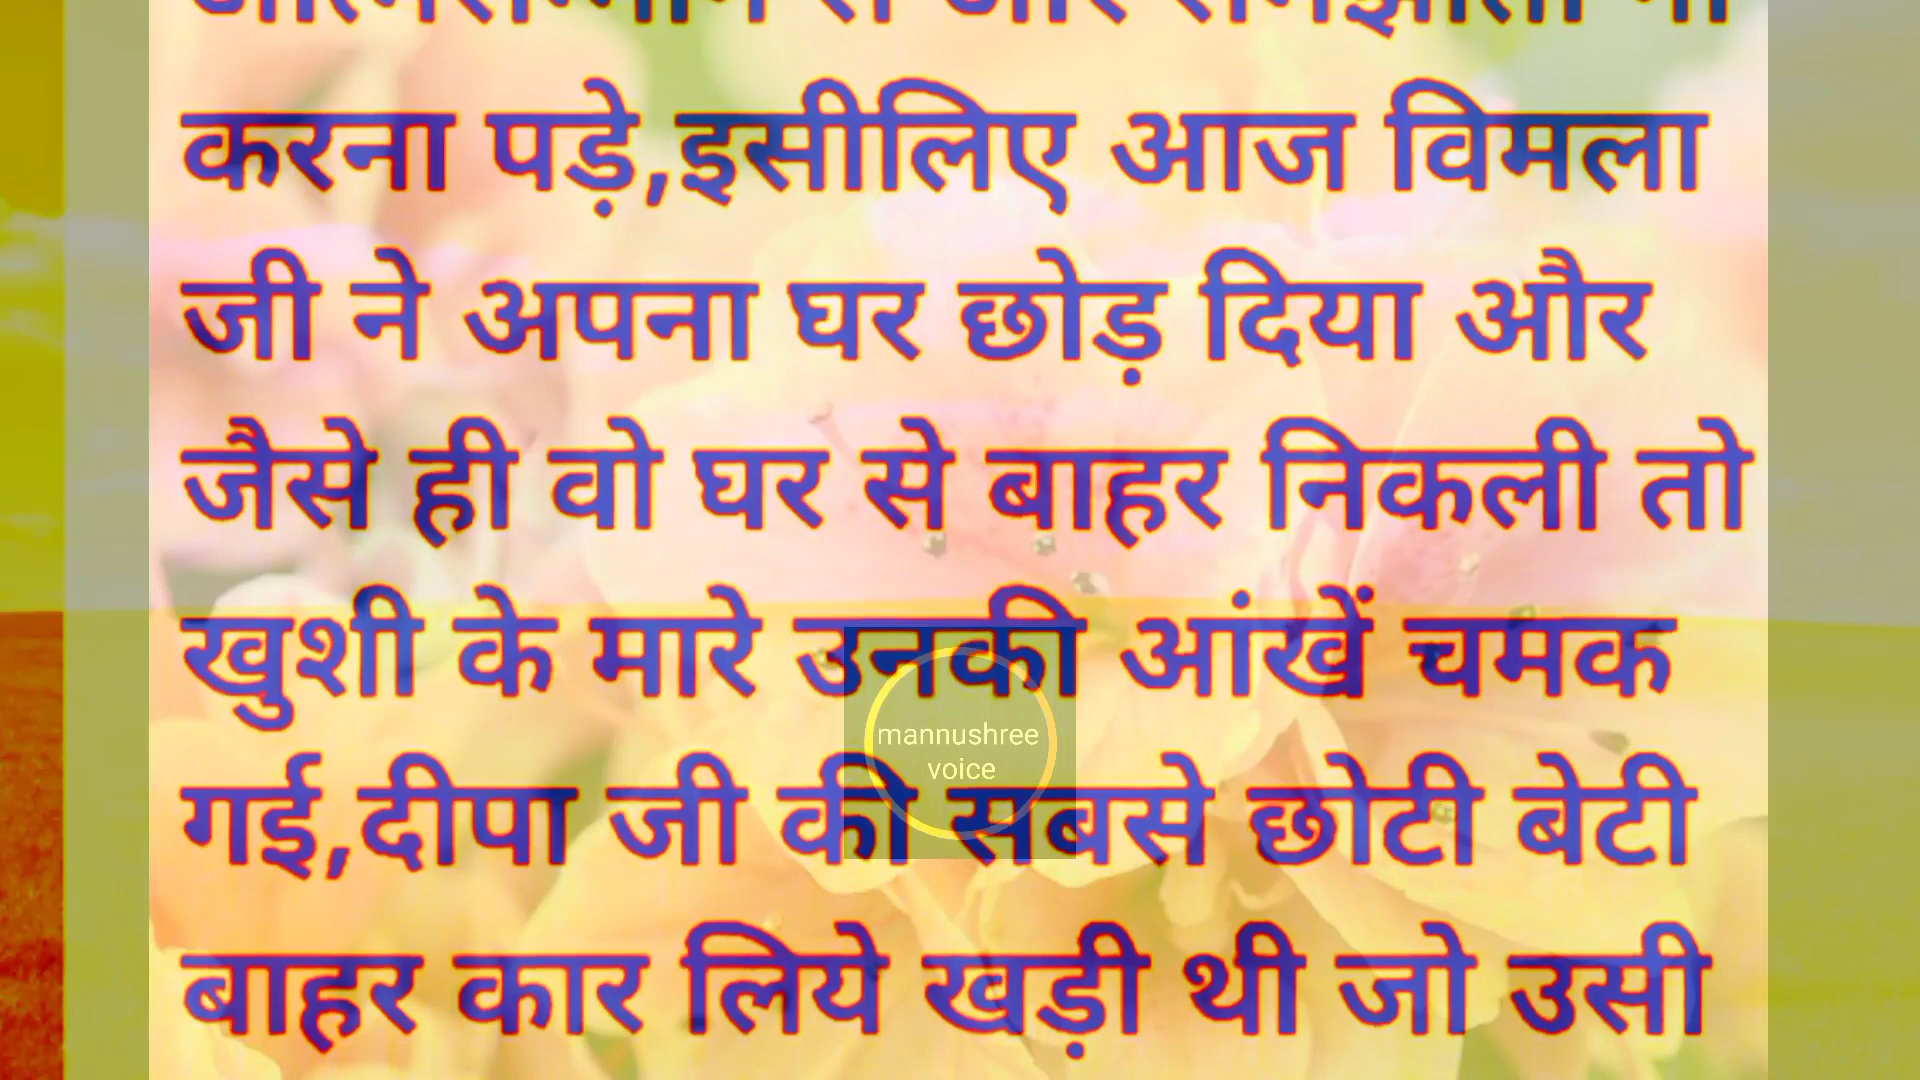 करना पड़े,इसीलिए आज विमला
जी ने अपना घर छोड़ दिया और
जैसे ही वो घर से बाहर निकली तो
खुशी के मारे उनकी आंखें चमक
गई,दीपा जी की सबसे छोटी बेटी
बाहर कार लिये खड़ी थी जो उसी
mannushree
voice